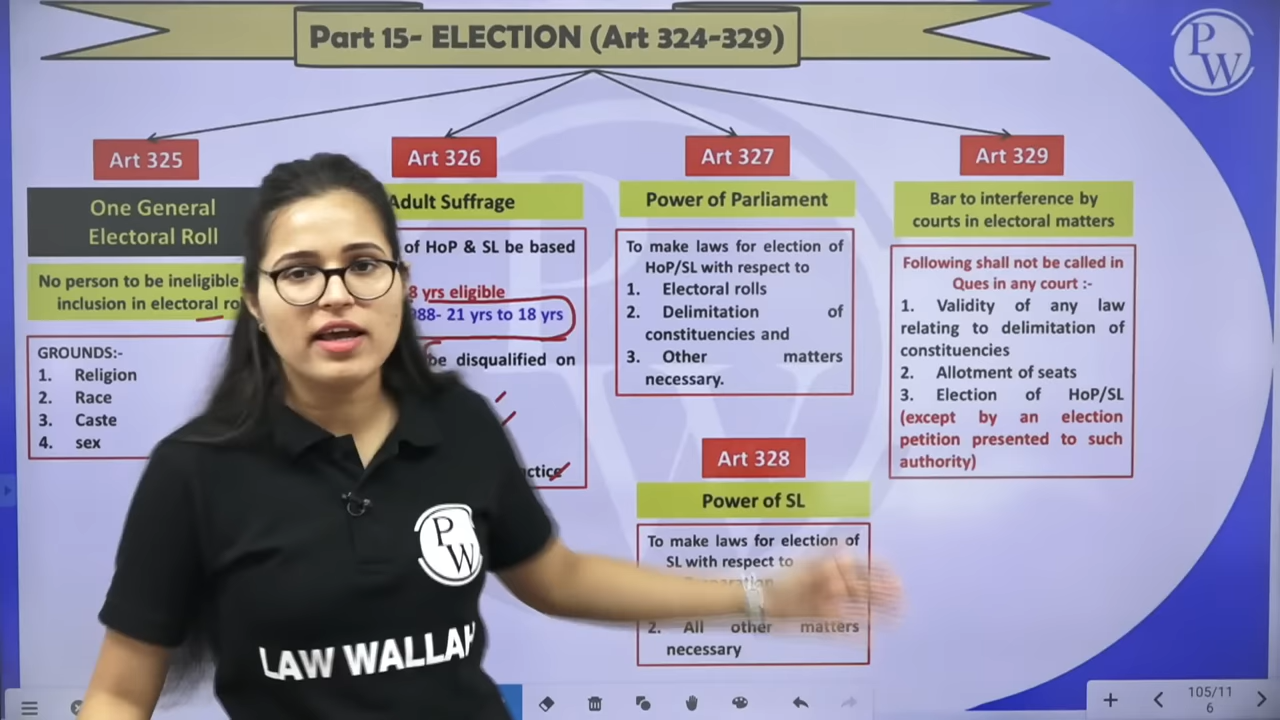 Part 15- ELECTION (Art 324-329)
PW
Art 325
One General
Electoral Roll
No person to be ineligible
inclusion in electoral ro
GROUNDS:-
1. Religion
2. Race
3. Caste
4. sex
Art 326
Adult Suffrage
of HoP & SL be based
8 yrs eligible
988- 21 yrs to 18 yrs
be disqualified on
ctice
Art 327
Power of Parliament
To make laws for election of
HoP/SL with respect to
1. Electoral rolls
2. Delimitation of
constituencies and
3. Other matters
necessary.
Art 328
Power of SL
To make laws for election of
SL with respect to
2. All other matters
necessary
Art 329
Bar to interference by
courts in electoral matters
Following shall not be called in
Ques in any court :-
1. Validity of any law
relating to delimitation of
constituencies
2. Allotment of seats
3. Election of HoP/SL
(except by an election
petition presented to such
authority)
PW
LAW WALLAH
105/11
6